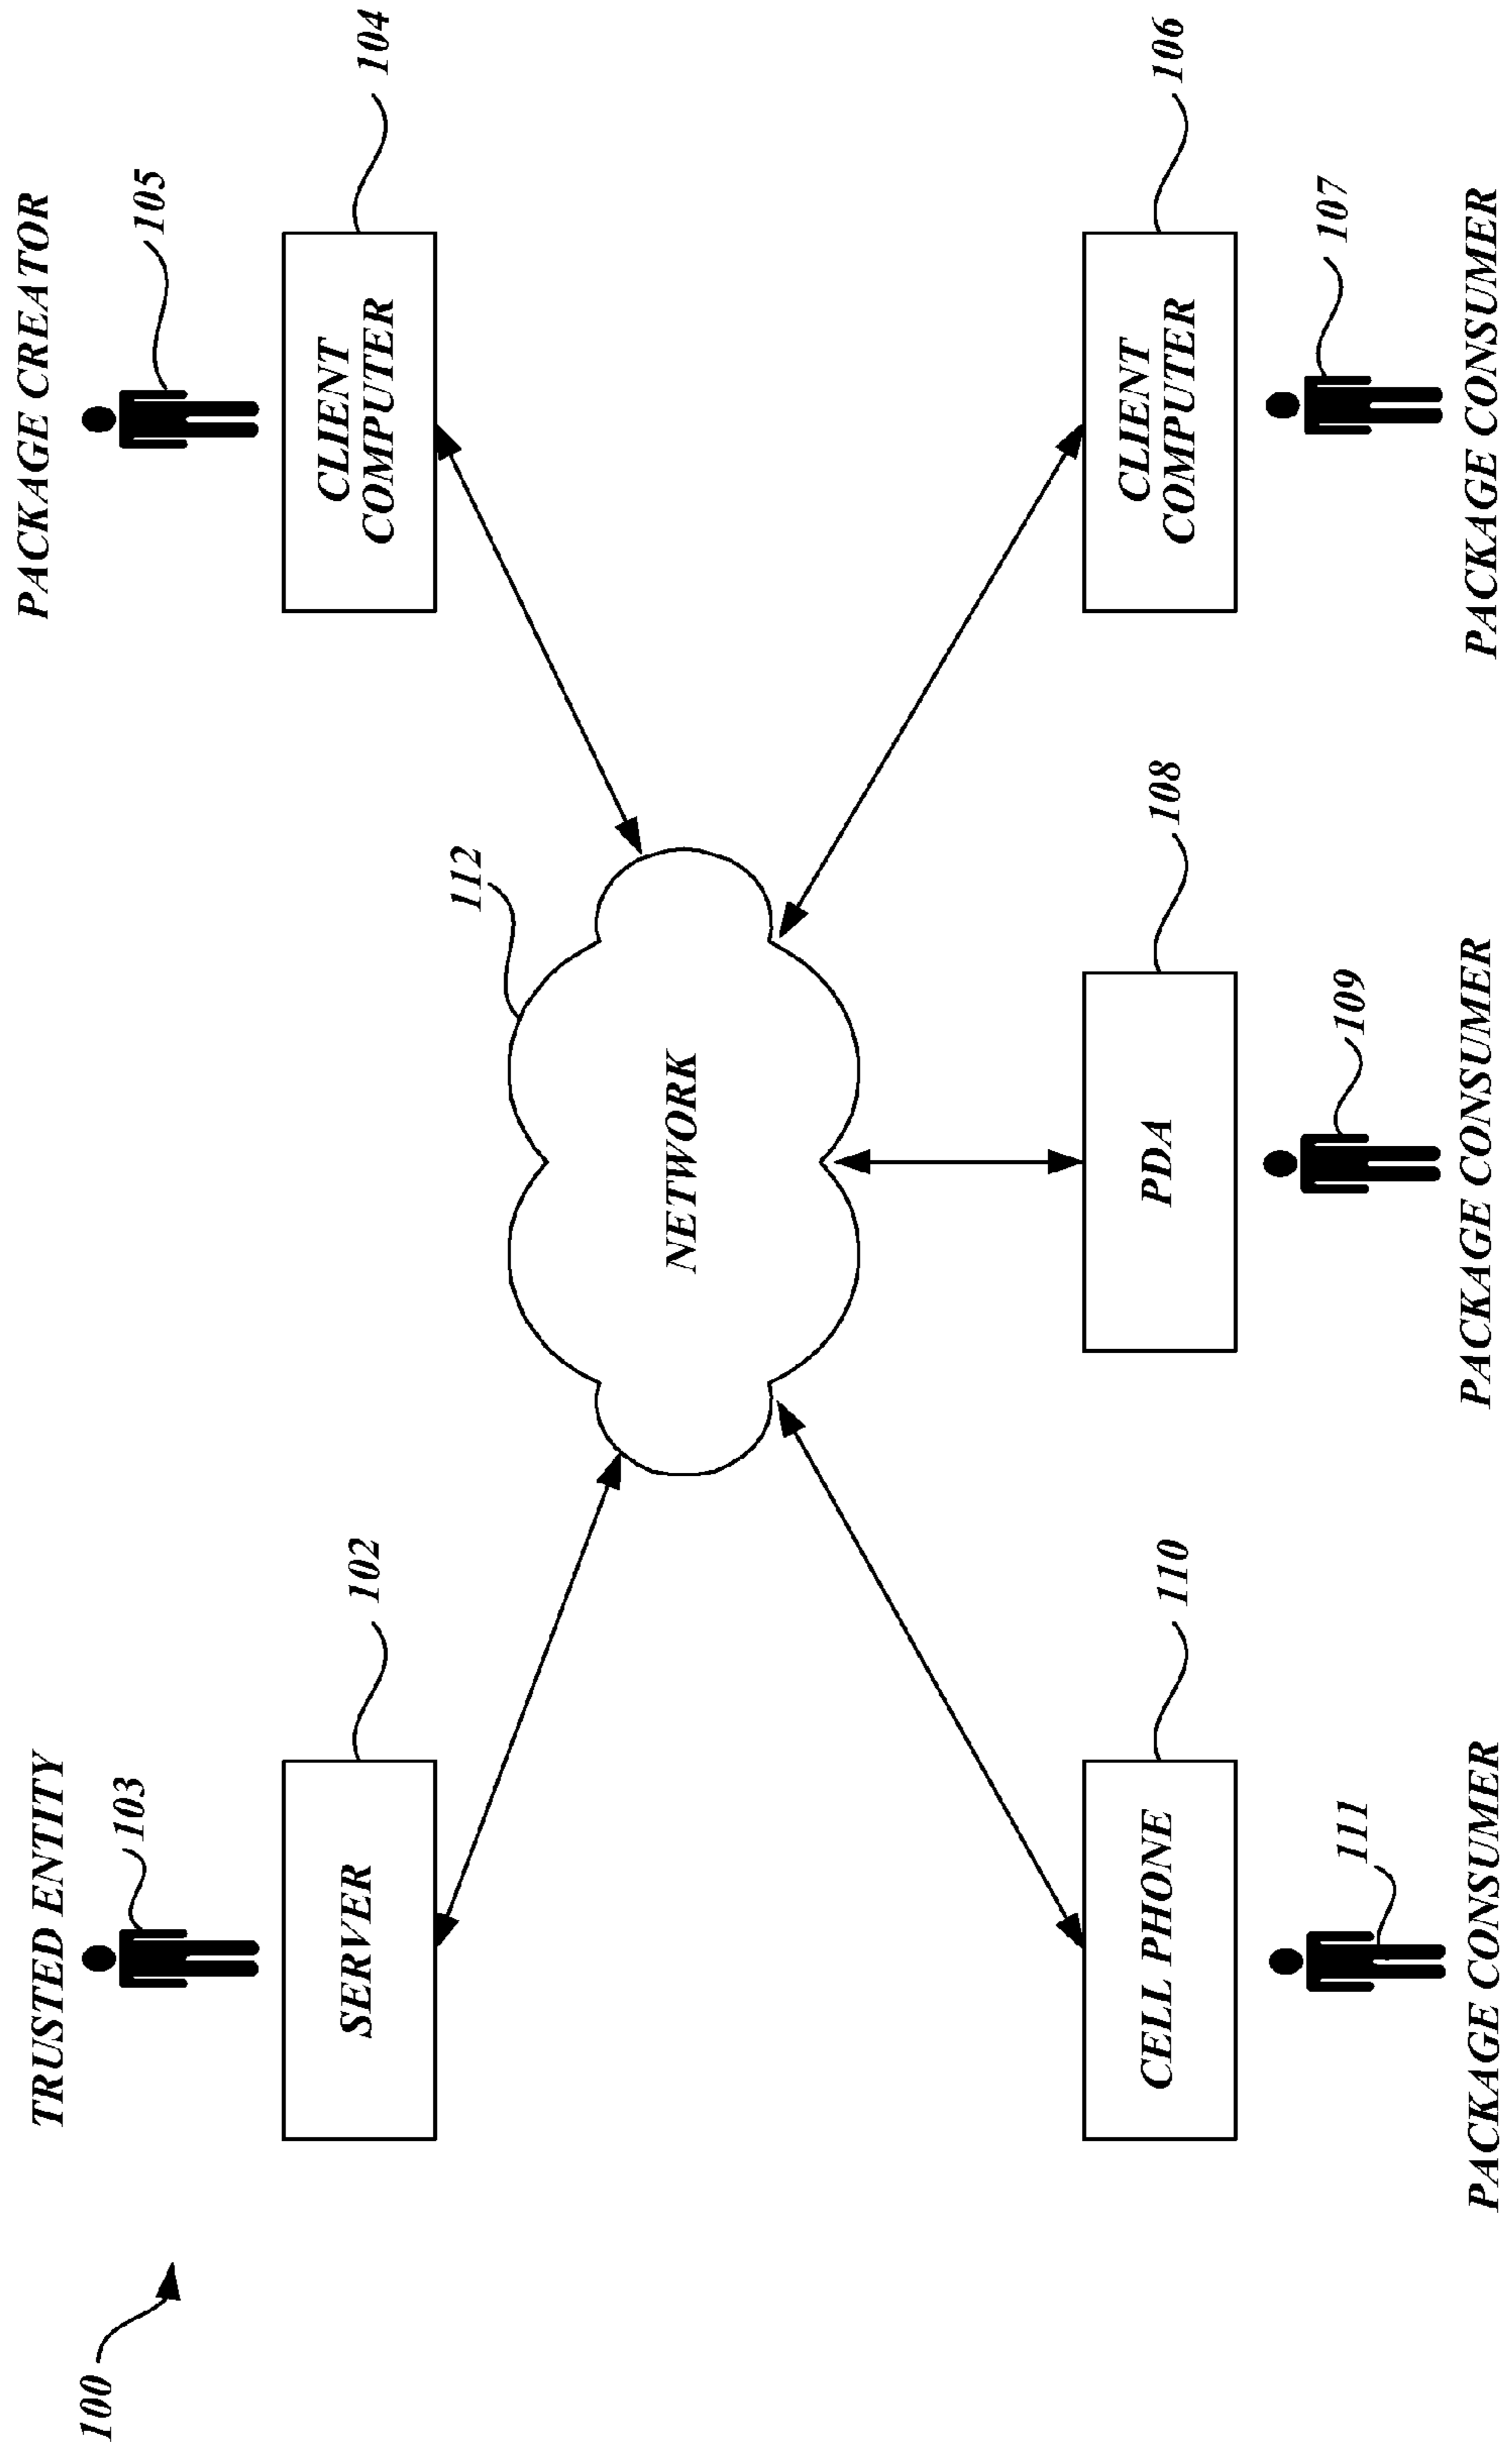 100
TRUSTED ENTITY
103
SERVER
102
PACKAGE CREATOR
105
CLIENT
COMPUTER
104
112
NETWORK
CELL PHONE
110
111
PACKAGE CONSUMER
PDA
108
109
PACKAGE CONSUMER
CLIENT
COMPUTER
106
107
PACKAGE CONSUMER